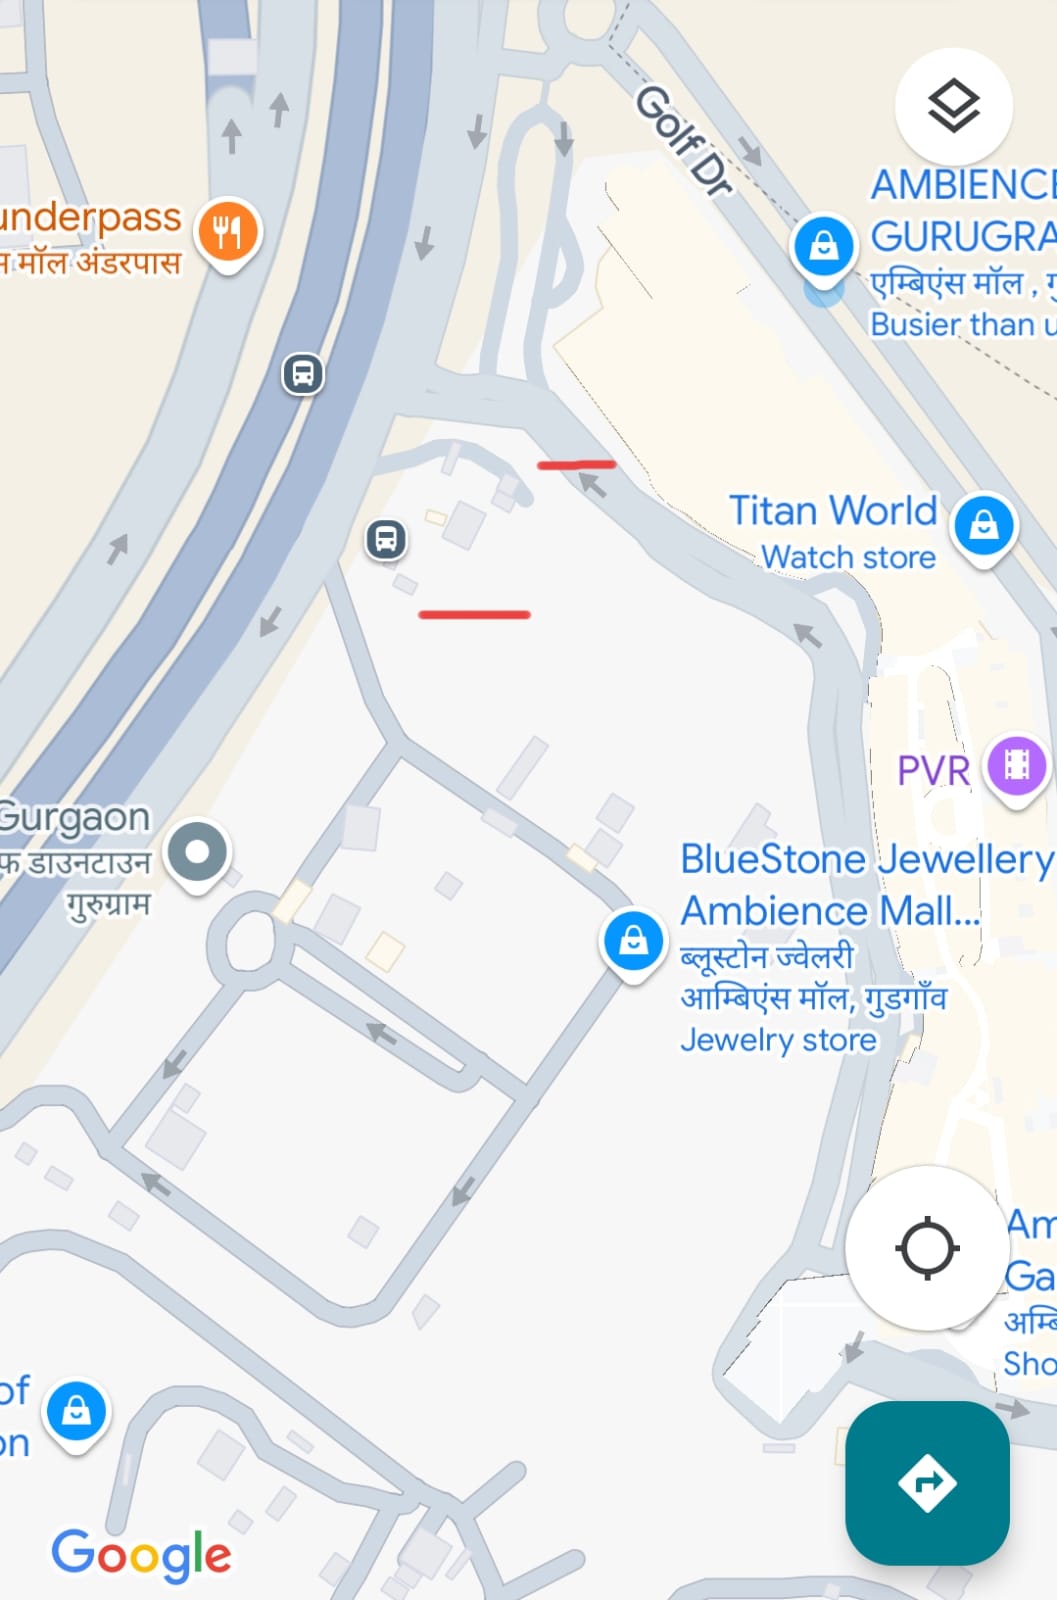 Golf Dr
AMBIENCE
GURUGRA
एम्बिएंस मॉल , गु
Busier than u
underpass
स मॉल अंडरपास
Titan World
Watch store
PVR
Gurgaon
फ डाउनटाउन
गुरुग्राम
BlueStone Jewellery
Ambience Mall...
ब्लूस्टोन ज्वेलरी
आम्बिएंस मॉल, गुडगाँव
Jewelry store
Am
Ga
अम्बि
Sho
of
on
Google